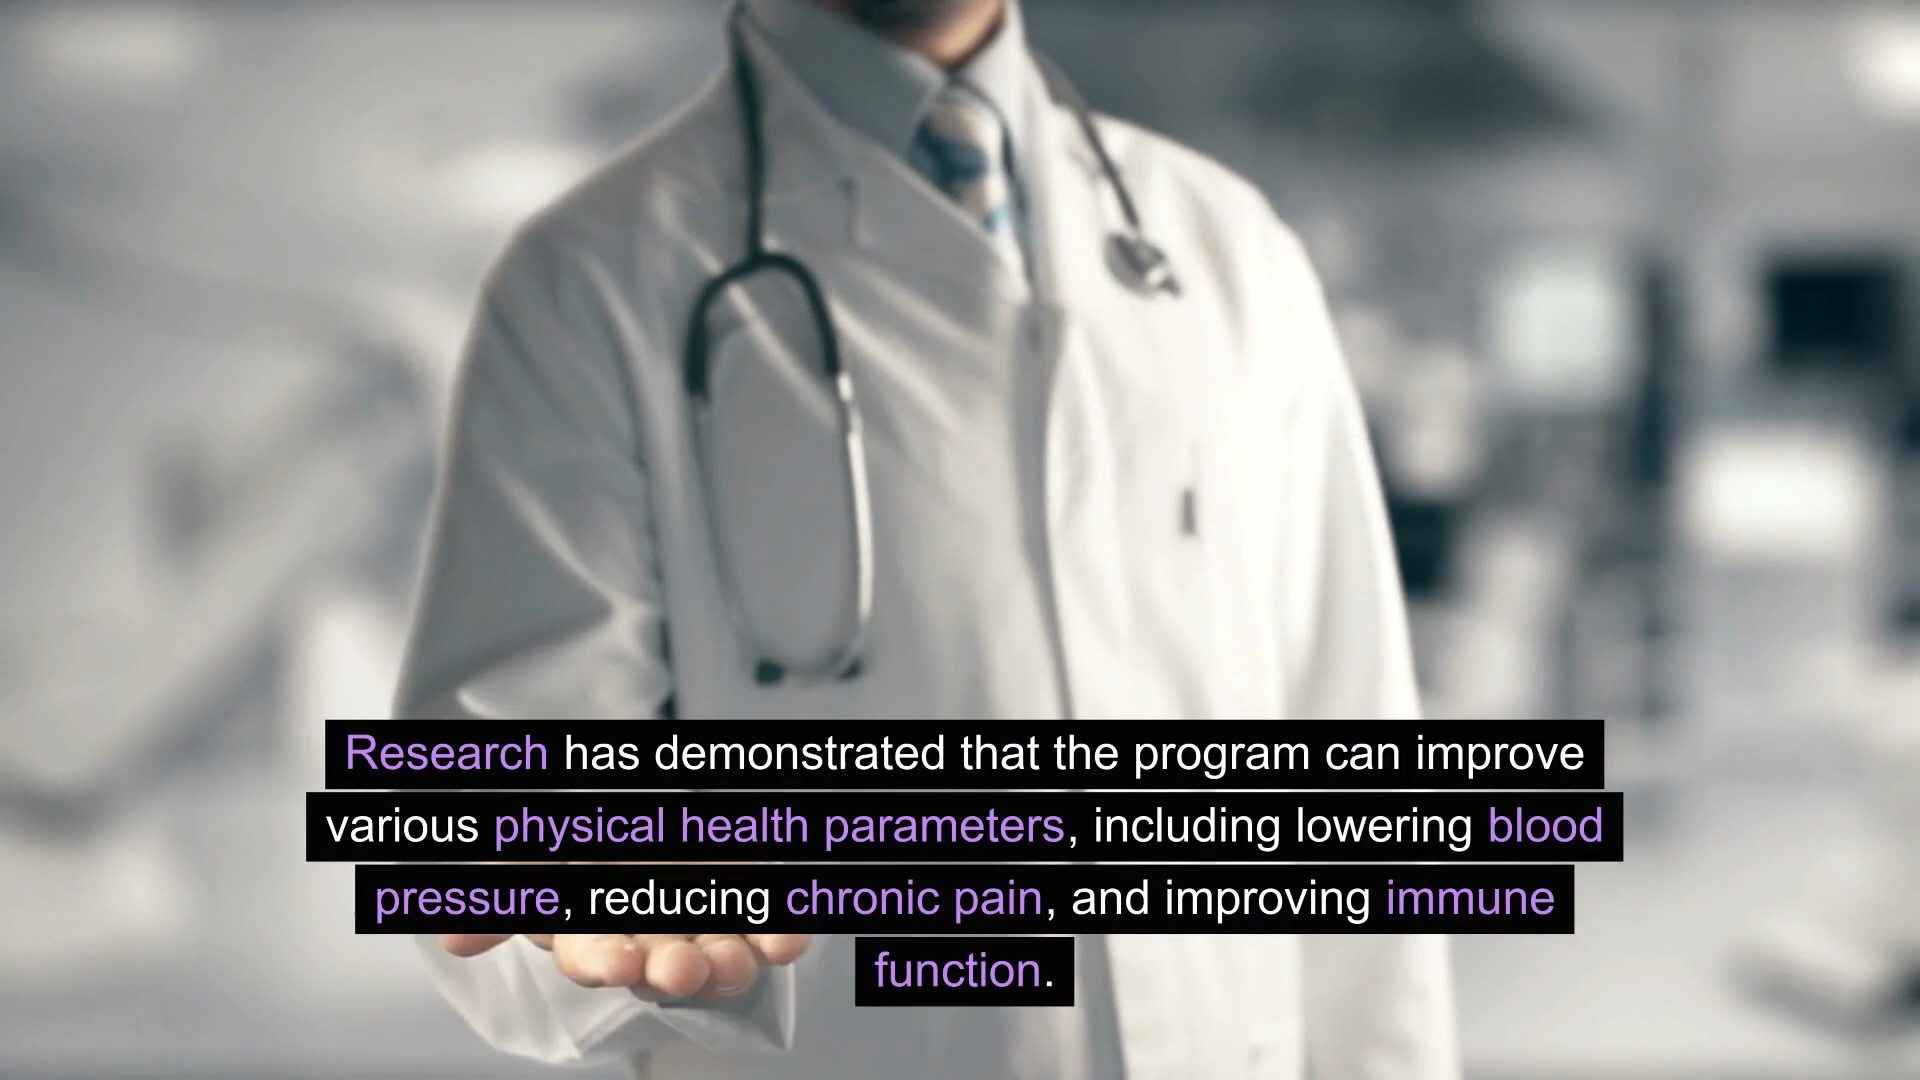 Research has demonstrated that the program can improve
various physical health parameters, including lowering blood
pressure, reducing chronic pain, and improving immune
function.